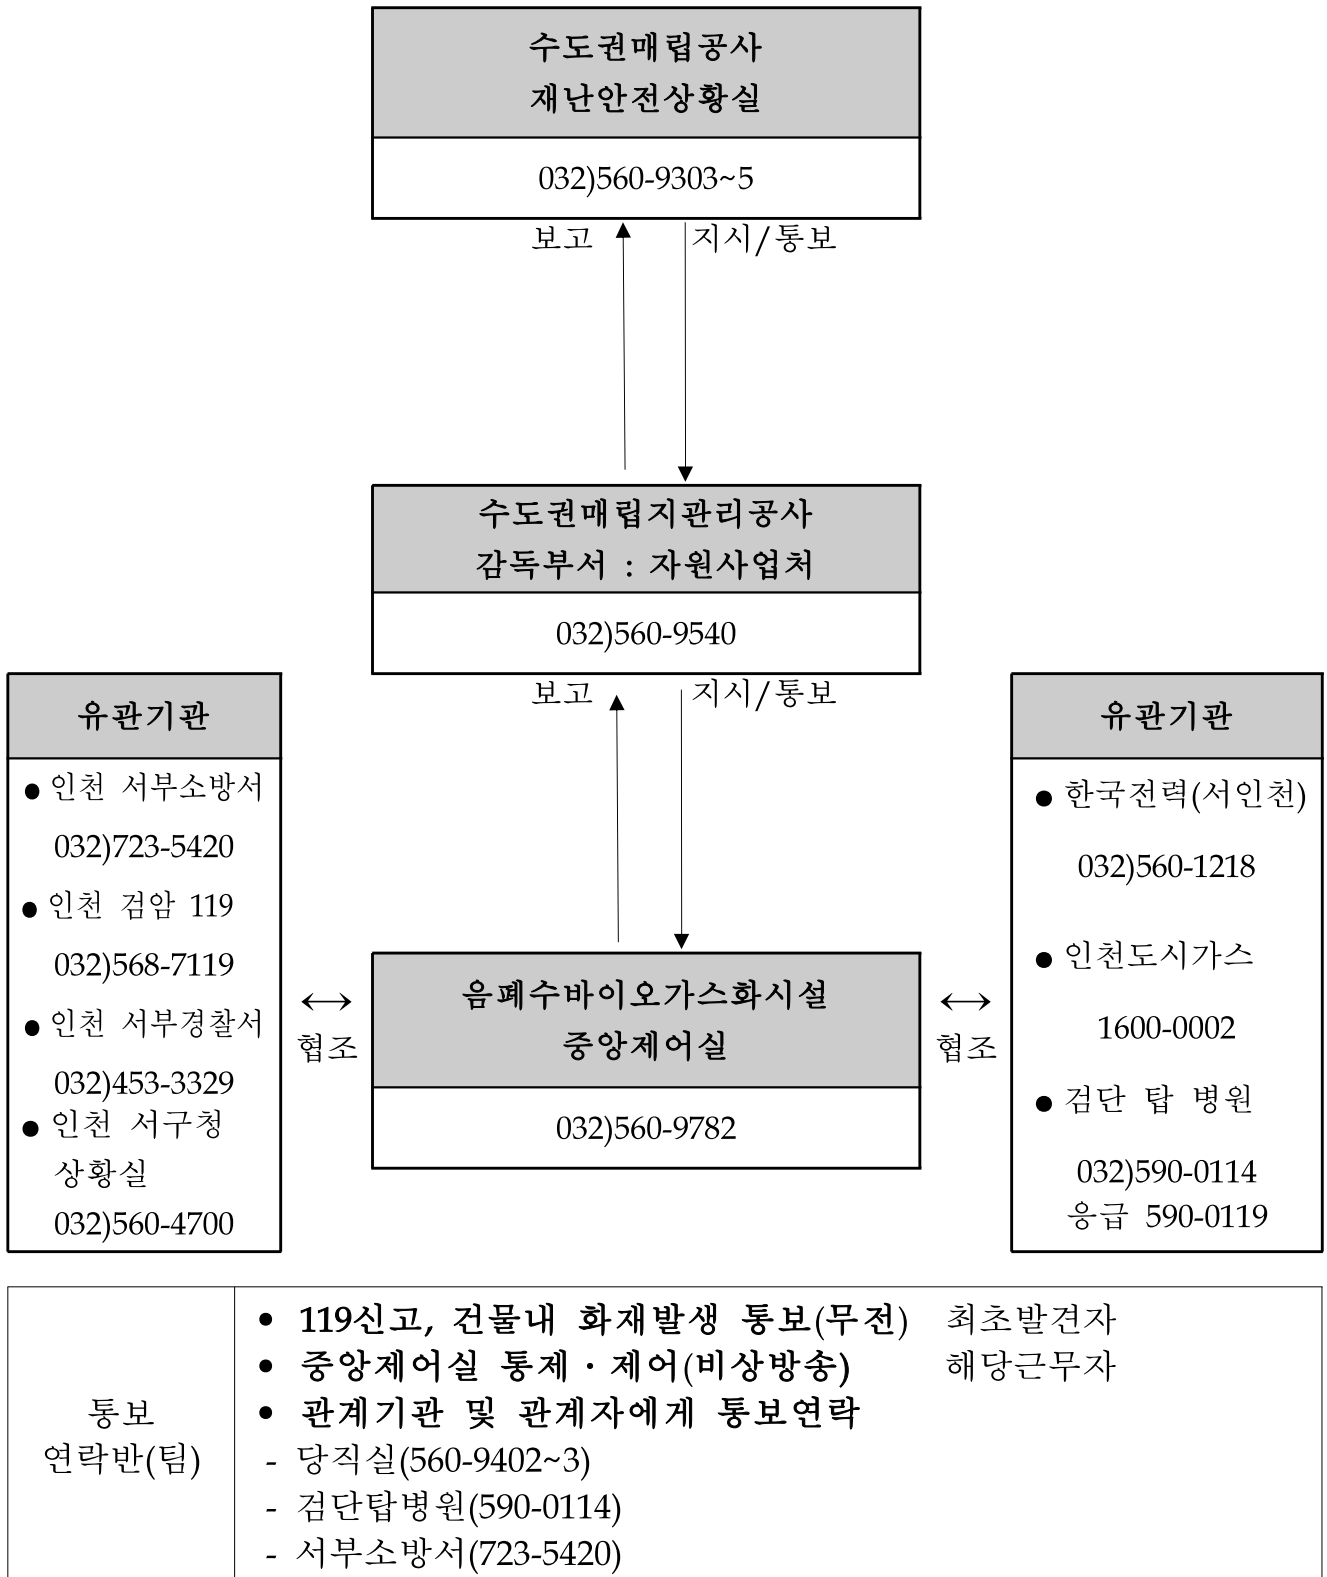 수도권매립공사
재난안전상황실
032)560-9303~5
보고 지시/통보
수도권매립지관리공사
감독부서 : 자원사업처
032)560-9540
보고 지시/통보
유관기관
● 인천 서부소방서
032)723-5420
● 인천 검암 119
032)568-7119
● 인천 서부경찰서
032)453-3329
● 인천 서구청
상황실
032)560-4700
↔
협조
음폐수바이오가스화시설
중앙제어실
032)560-9782
↔
협조
유관기관
● 한국전력(서인천)
032)560-1218
● 인천도시가스
1600-0002
● 검단 탑 병원
032)590-0114
응급 590-0119
통보
연락반(팀)
• 119신고, 건물내 화재발생 통보(무전) 최초발견자
• 중앙제어실 통제·제어(비상방송) 해당근무자
• 관계기관 및 관계자에게 통보연락
- 당직실(560-9402~3)
- 검단탑병원(590-0114)
- 서부소방서(723-5420)